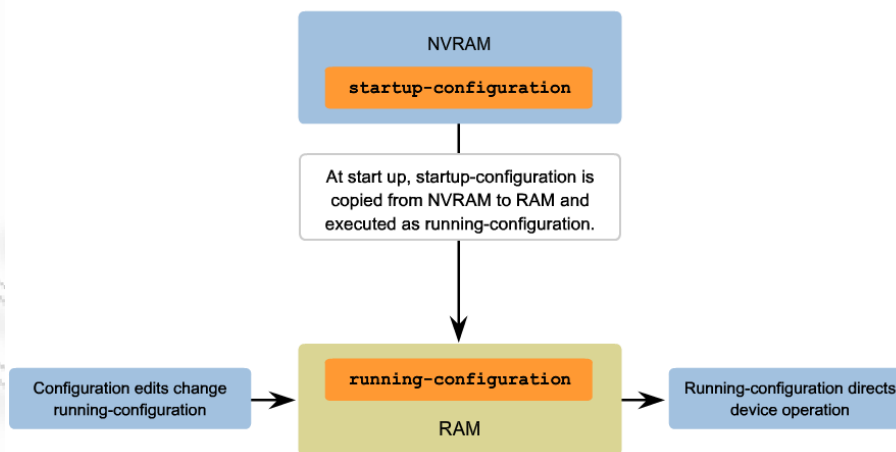 NVRAM
startup-configuration
At start up, startup-configuration is
copied from NVRAM to RAM and
executed as running-configuration.
Configuration edits change
running-configuration
running-configuration
RAM
Running-configuration directs
device operation